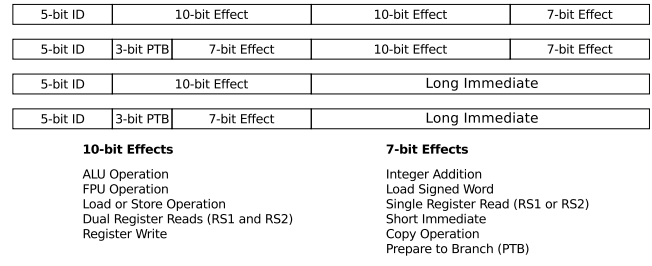 5-bit ID 10-bit Effect 10-bit Effect 7-bit Effect
5-bit ID 3-bit PTB 7-bit Effect 10-bit Effect 7-bit Effect
5-bit ID 10-bit Effect Long Immediate
5-bit ID 3-bit PTB 7-bit Effect Long Immediate
10-bit Effects
ALU Operation
FPU Operation
Load or Store Operation
Dual Register Reads (RS1 and RS2)
Register Write
7-bit Effects
Integer Addition
Load Signed Word
Single Register Read (RS1 or RS2)
Short Immediate
Copy Operation
Prepare to Branch (PTB)